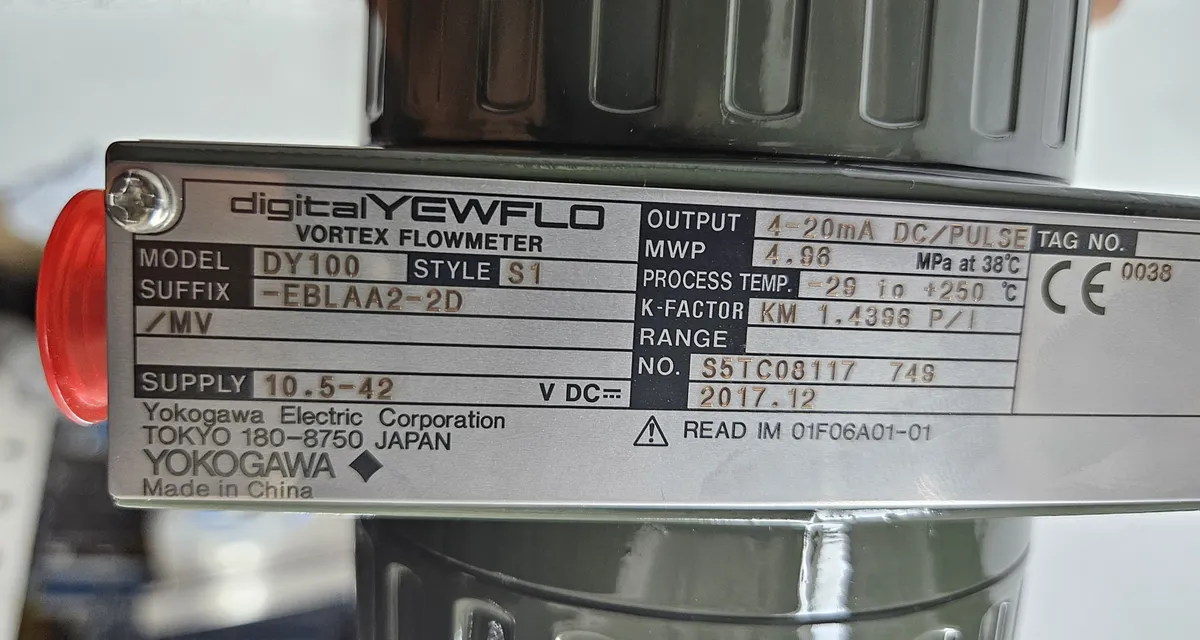 digitalYEWFLO
VORTEX FLOWMETER
MODEL DY100 STYLE S1
SUFFIX -EBLAA2-2D
/MV
SUPPLY 10.5-42 V DC
Yokogawa Electric Corporation
TOKYO 180-8750 JAPAN
YOKOGAWA
Made in China
OUTPUT 4-20mA DC/PULSE
MWP 4.96 MPa at 38℃
PROCESS TEMP. -29 to +250 ℃
K-FACTOR KM 1.4396 P/l
RANGE
NO. S5TC08117 749
2017.12
READ IM 01F06A01-01
TAG NO.
CE 0038